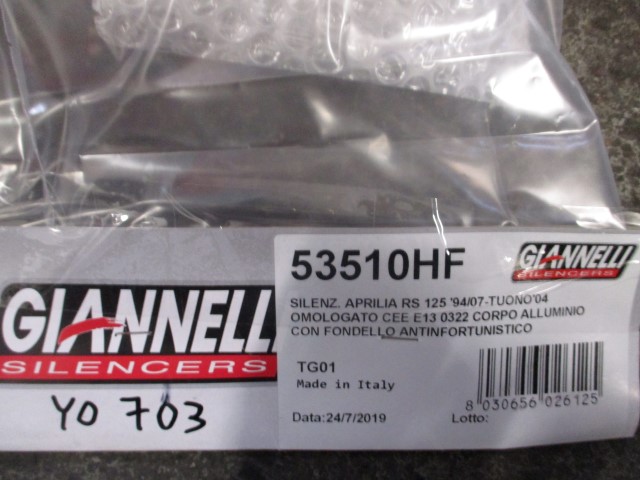 53510HF
GIANNELLI
SILENCERS
SILENZ. APRILIA RS 125 '94/07-TUONO'04
OMOLOGATO CEE E13 0322 CORPO ALLUMINIO
CON FONDELLO ANTINFORTUNISTICO
TG01
Made in Italy
8 030656 026125
Data:24/7/2019
Lotto:
GIANNELLI
SILENCERS
YO 703